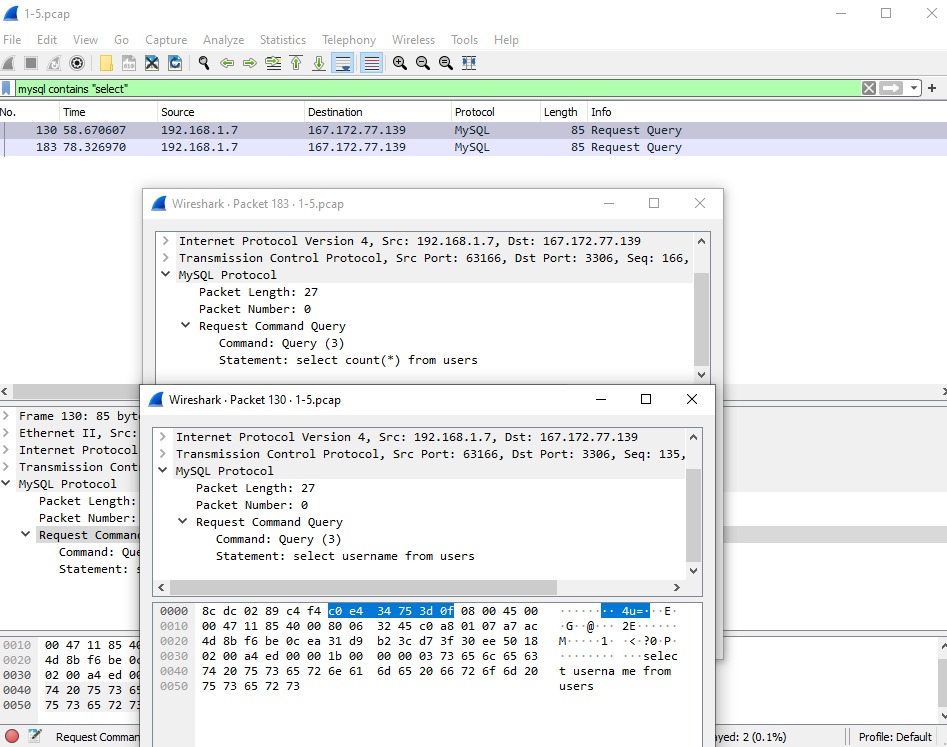 1-5.pcap
File Edit View Go Capture Analyze Statistics Telephony Wireless Tools Help
mysql contains "select"
No. Time Source Destination Protocol Length Info
130 58.670607 192.168.1.7 167.172.77.139 MySQL 85 Request Query
183 78.326970 192.168.1.7 167.172.77.139 MySQL 85 Request Query
Wireshark · Packet 183 · 1-5.pcap
Internet Protocol Version 4, Src: 192.168.1.7, Dst: 167.172.77.139
Transmission Control Protocol, Src Port: 63166, Dst Port: 3306, Seq: 166,
MySQL Protocol
Packet Length: 27
Packet Number: 0
Request Command Query
Command: Query (3)
Statement: select count(*) from users
Wireshark · Packet 130 · 1-5.pcap
Internet Protocol Version 4, Src: 192.168.1.7, Dst: 167.172.77.139
Transmission Control Protocol, Src Port: 63166, Dst Port: 3306, Seq: 135,
MySQL Protocol
Packet Length: 27
Packet Number: 0
Request Command Query
Command: Query (3)
Statement: select username from users
0000 8c dc 02 89 c4 f4 c0 e4 34 75 3d 0f 08 00 45 00 ········ 4u=···E·
0010 00 47 11 85 40 00 80 06 32 45 c0 a8 01 07 a7 ac ·G··@··· 2E······
0020 4d 8b f6 be 0c ea 31 d9 b2 3c d7 3f 30 ee 50 18 M·····1· ·<·?0·P·
0030 02 00 a4 ed 00 00 1b 00 00 00 03 73 65 6c 65 63 ········ ···selec
0040 74 20 75 73 65 72 6e 61 6d 65 20 66 72 6f 6d 20 t userna me from
0050 75 73 65 72 73 users
Frame 130: 85 byt
Ethernet II, Src:
Internet Protocol
Transmission Cont
MySQL Protocol
Packet Length:
Packet Number:
Request Comman
Command: Que
Statement: s
0010 00 47 11 85 40
0020 4d 8b f6 be 0c
0030 02 00 a4 ed 00
0040 74 20 75 73 65
0050 75 73 65 72 73
Request Comman
ayed: 2 (0.1%)
Profile: Default